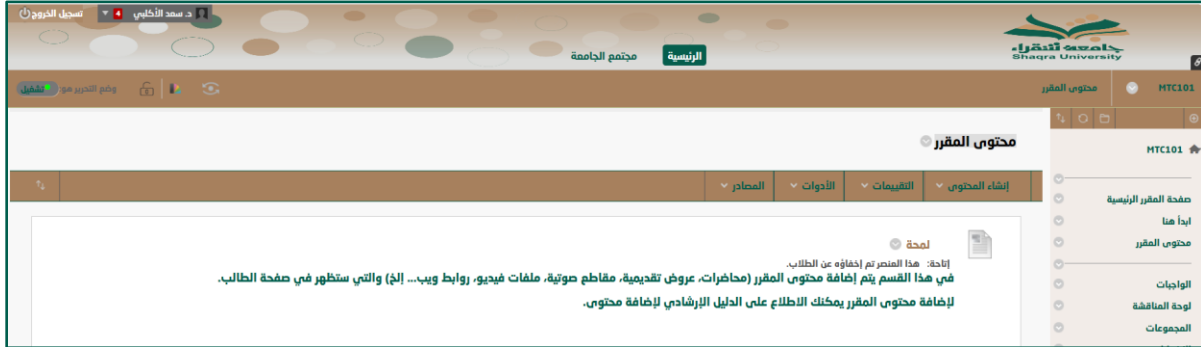 د. سعد الأكلبي 4 تسجيل الخروج
جامعة شقراء
Shaqra University
الرئيسية
مجتمع الجامعة
MTC101
محتوى المقرر
وضع التحرير هو: تشغيل
MTC101
صفحة المقرر الرئيسية
ابدأ هنا
محتوى المقرر
الواجبات
لوحة المناقشة
المجموعات
محتوى المقرر
إنشاء المحتوى
التقييمات
الأدوات
المصادر
لمحة
إتاحة: هذا العنصر تم إخفاؤه عن الطلاب.
في هذا القسم يتم إضافة محتوى المقرر (محاضرات، عروض تقديمية، مقاطع صوتية، ملفات فيديو، روابط ويب... إلخ) والتي ستظهر في صفحة الطالب.
لإضافة محتوى المقرر يمكنك الاطلاع على الدليل الإرشادي لإضافة محتوى.